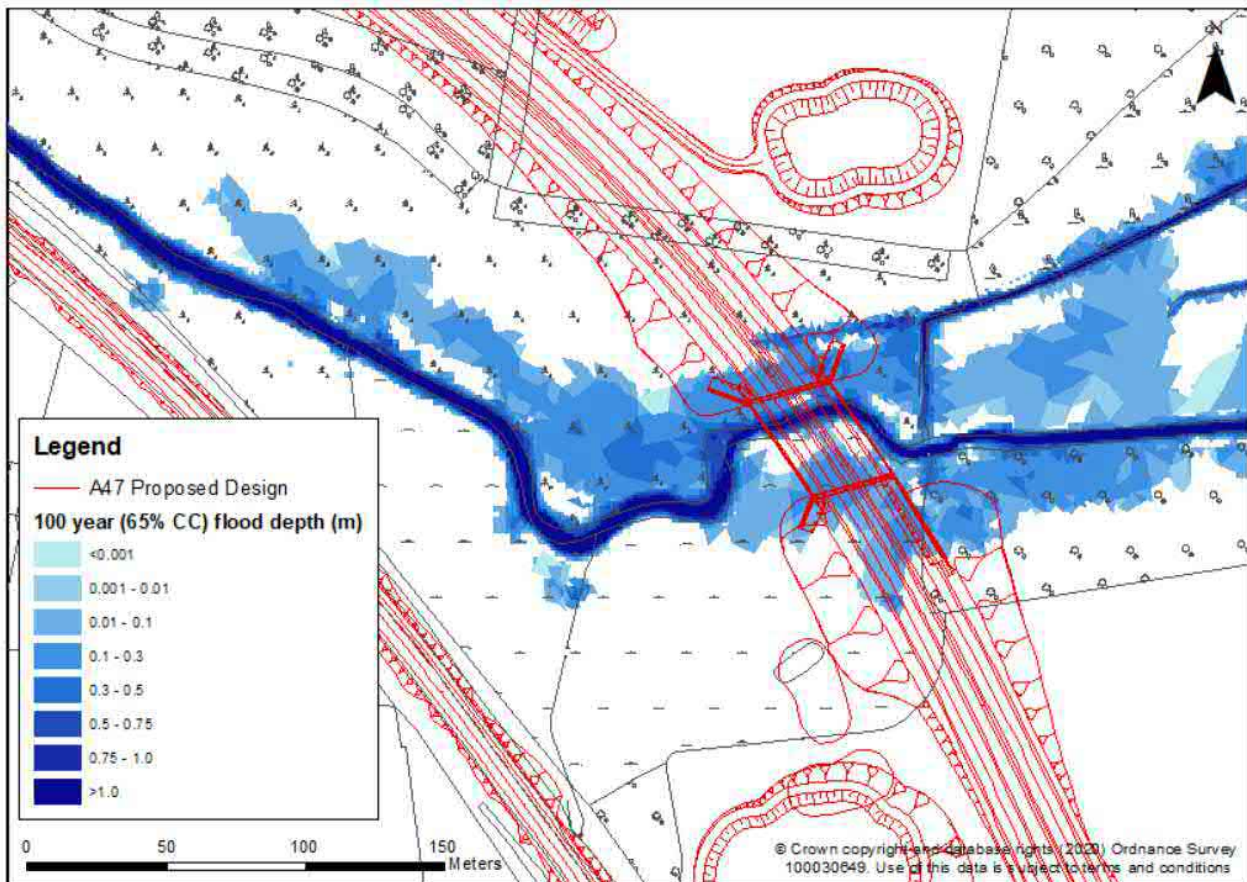 N
Legend
A47 Proposed Design
100 year (65% CC) flood depth (m)
<0.001
0.001 - 0.01
0.01 - 0.1
0.1 - 0.3
0.3 - 0.5
0.5 - 0.75
0.75 - 1.0
>1.0
0 50 100 150
Meters
© Crown copyright and database rights (2020) Ordnance Survey
100030649. Use of this data is subject to terms and conditions